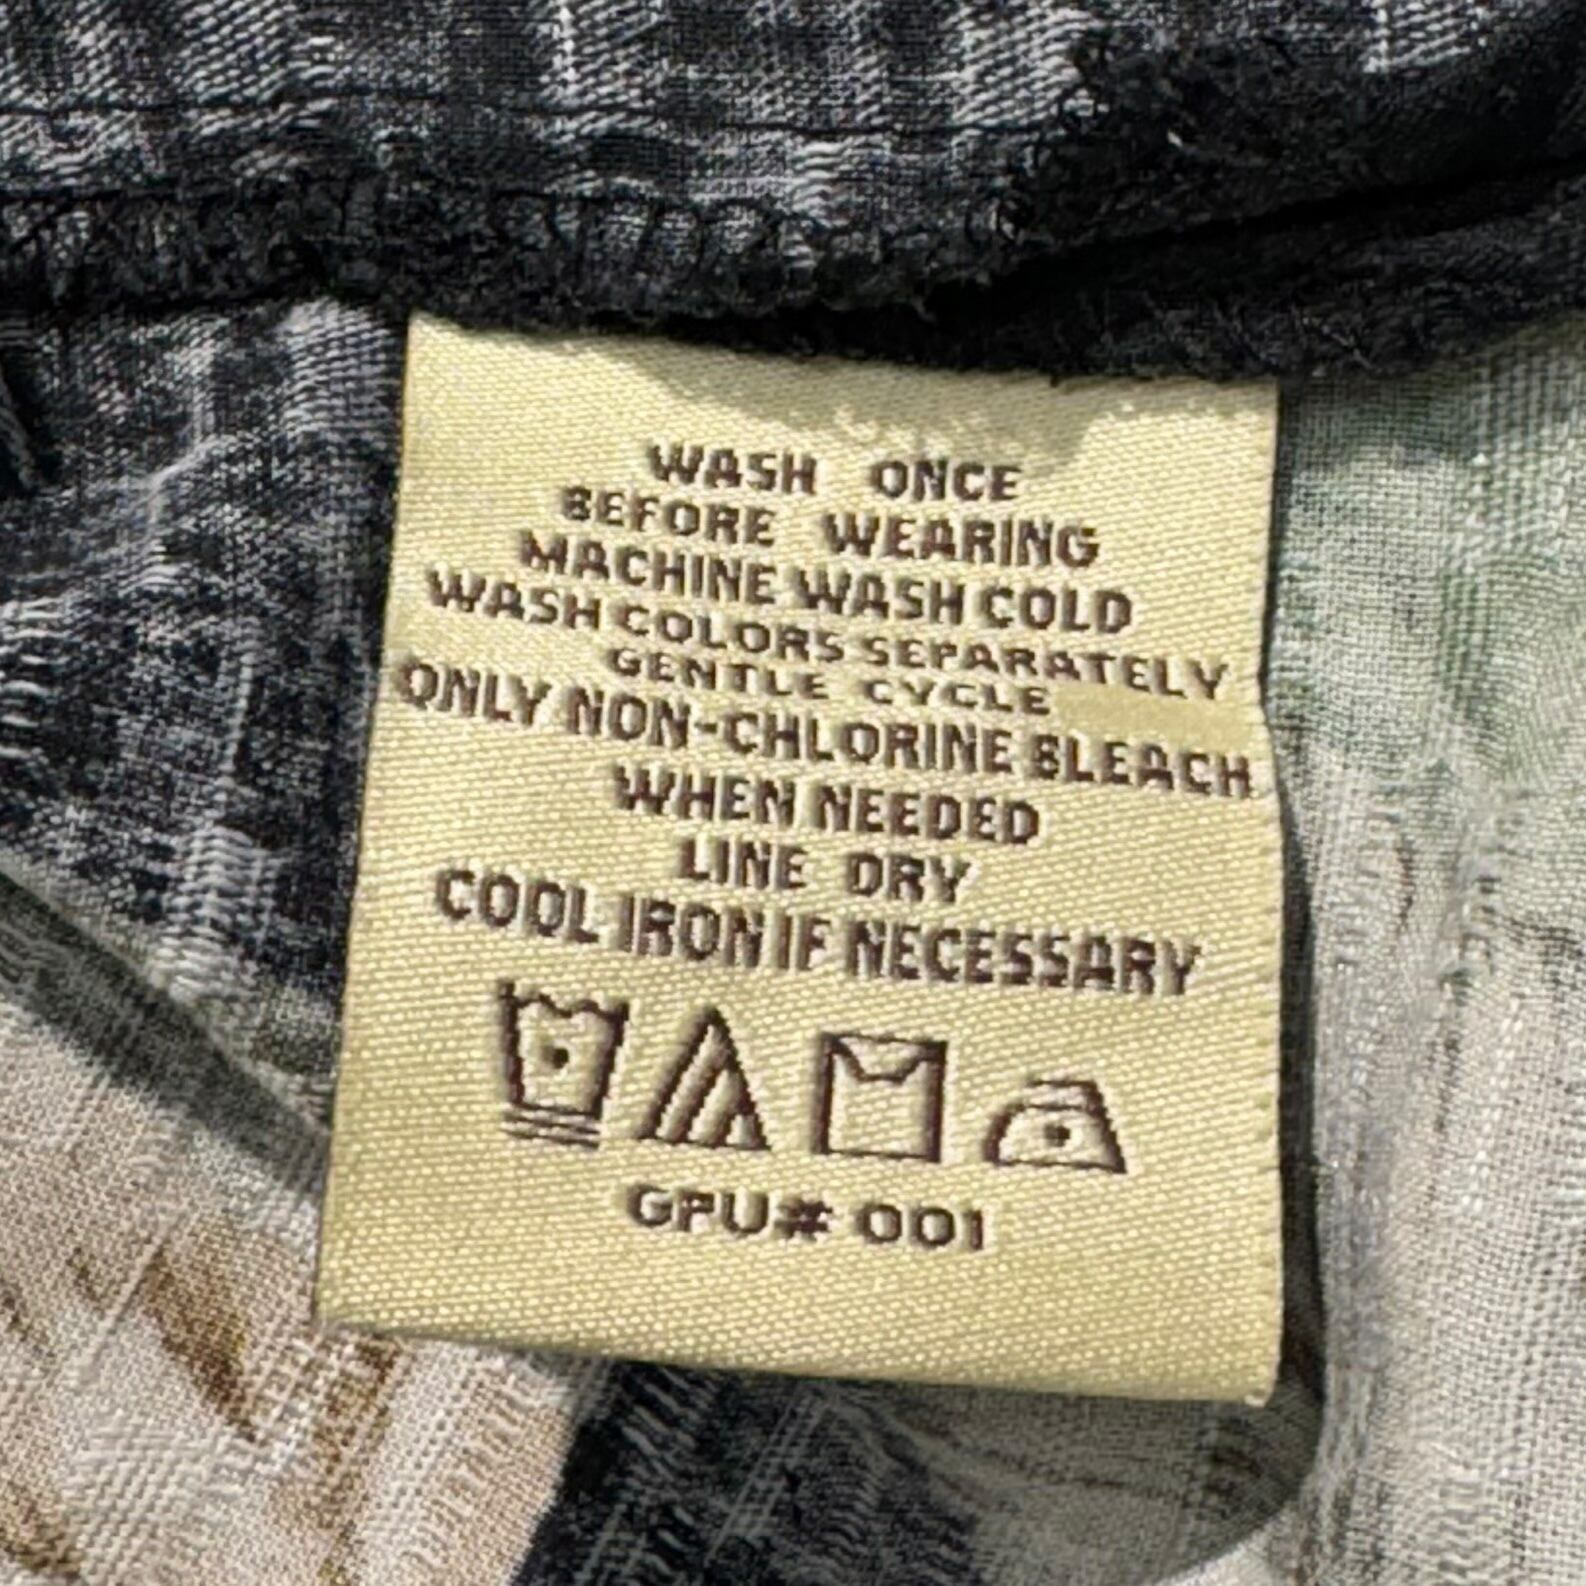 WASH ONCE
BEFORE WEARING
MACHINE WASH COLD
WASH COLORS SEPARATELY
GENTLE CYCLE
ONLY NON-CHLORINE BLEACH
WHEN NEEDED
LINE DRY
COOL IRON IF NECESSARY
GPU# 001